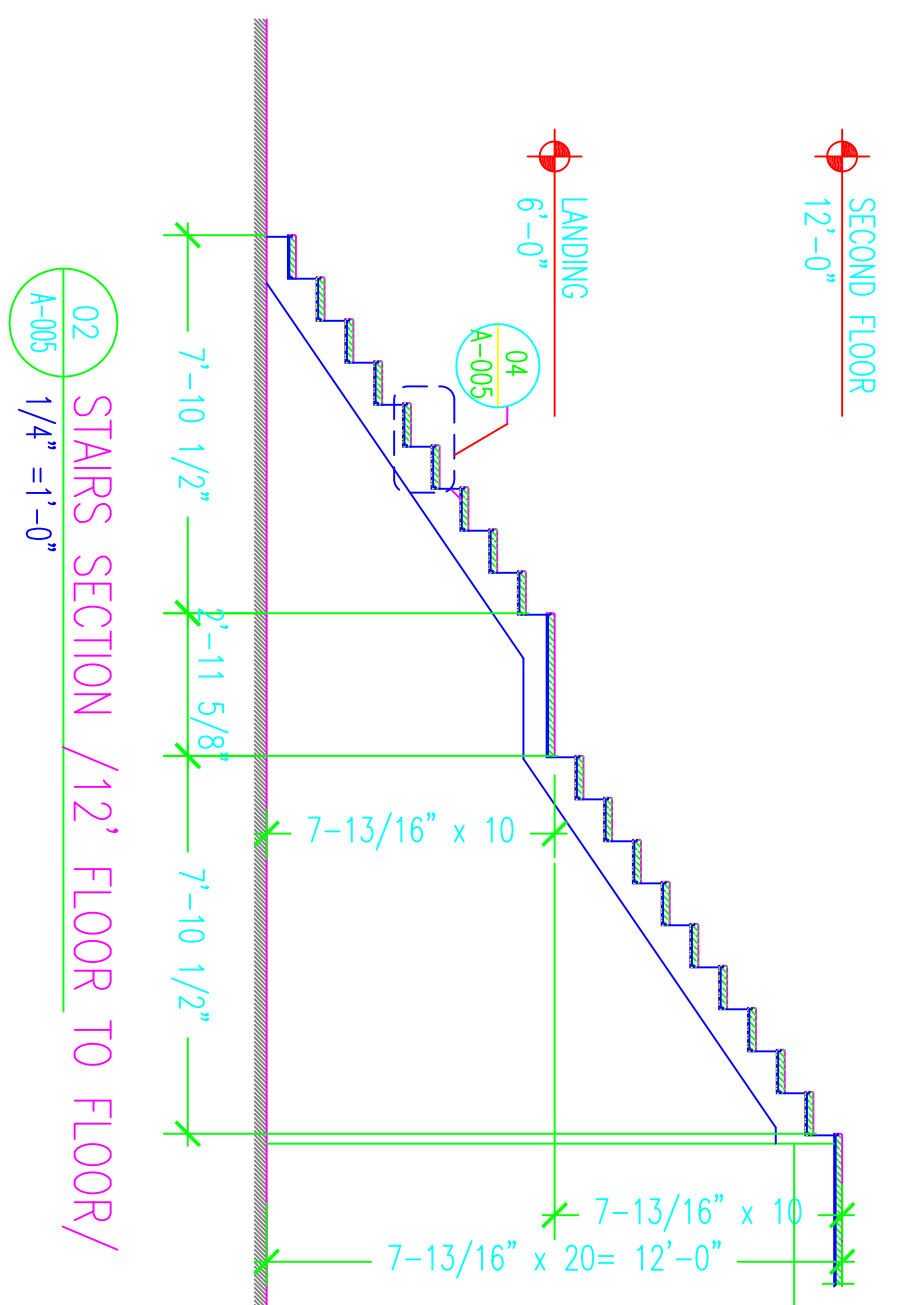 SECOND FLOOR
12'-0"
LANDING
6'-0"
04
A-005
7'-10 1/2"
2'-11 5/8"
7'-10 1/2"
7-13/16" x 10
7-13/16" x 10
7-13/16" x 20= 12'-0"
02
A-005
STAIRS SECTION /12' FLOOR TO FLOOR/
1/4" =1'-0"